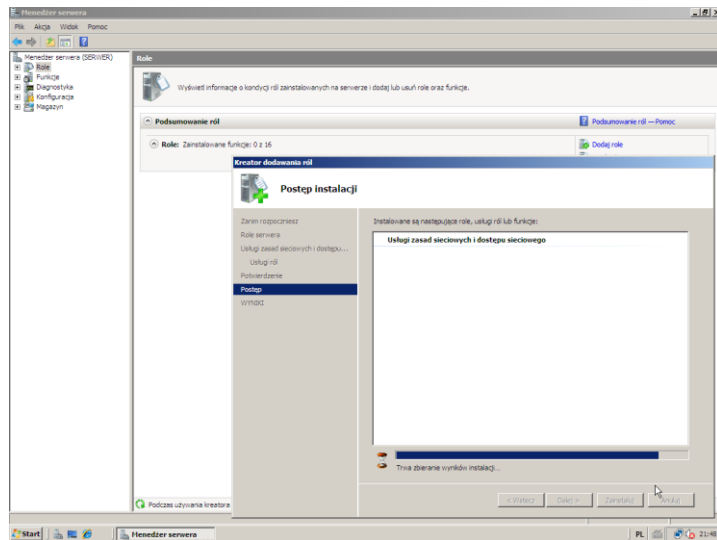 Menedżer serwera
Plik Akcja Widok Pomoc
Menedżer serwera (SERWER)
Role
Funkcje
Diagnostyka
Konfiguracja
Magazyn
Role
Wyświetl informacje o kondycji ról zainstalowanych na serwerze i dodaj lub usuń role oraz funkcje.
Podsumowanie ról
Podsumowanie ról — Pomoc
Role: Zainstalowane funkcje: 0 z 16
Dodaj role
Kreator dodawania ról
Postęp instalacji
Zanim rozpoczniesz
Role serwera
Usługi zasad sieciowych i dostępu...
Usługi ról
Potwierdzenie
Postęp
Wyniki
Instalowane są następujące role, usługi ról lub funkcje:
Usługi zasad sieciowych i dostępu sieciowego
Trwa zbieranie wyników instalacji...
< Wstecz Dalej > Zainstaluj Anuluj
Podczas używania kreatora
Start Menedżer serwera PL 21:48